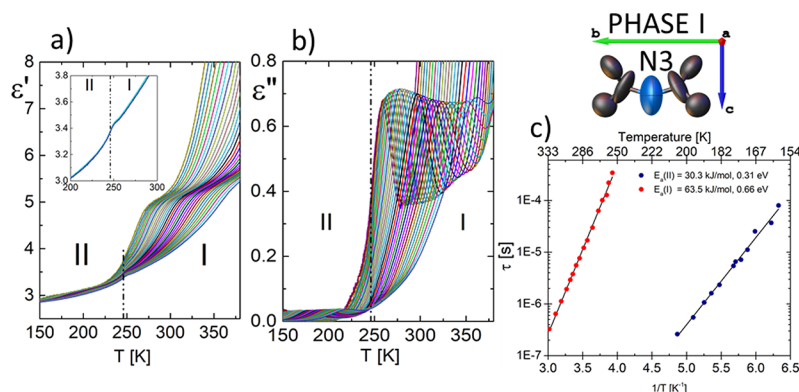 a)
ε'
8
7
6
5
4
3
3.8
3.6
3.4
3.2
3.0
II
I
200
250
300
II
I
150
200
250
300
350
T [K]
b)
ε"
0.8
0.6
0.4
0.2
0.0
II
I
150
200
250
300
350
T [K]
PHASE I
b
a
N3
c
c)
Temperature [K]
333 286 250 222 200 182 167 154
Ea(II) = 30.3 kJ/mol, 0.31 eV
Ea(I) = 63.5 kJ/mol, 0.66 eV
τ [s]
1E-4
1E-5
1E-6
1E-7
3.0 3.5 4.0 4.5 5.0 5.5 6.0 6.5
1/T [K⁻¹]